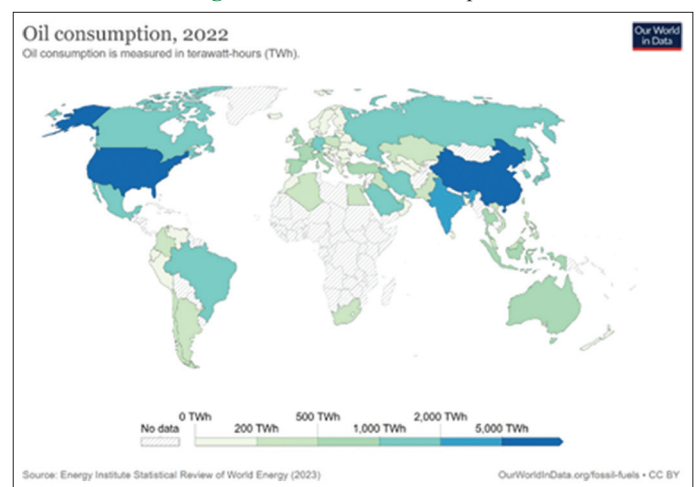 Oil consumption, 2022
Oil consumption is measured in terawatt-hours (TWh).
Our World
in Data
No data
0 TWh
200 TWh
500 TWh
1,000 TWh
2,000 TWh
5,000 TWh
Source: Energy Institute Statistical Review of World Energy (2023)
OurWorldInData.org/fossil-fuels • CC BY